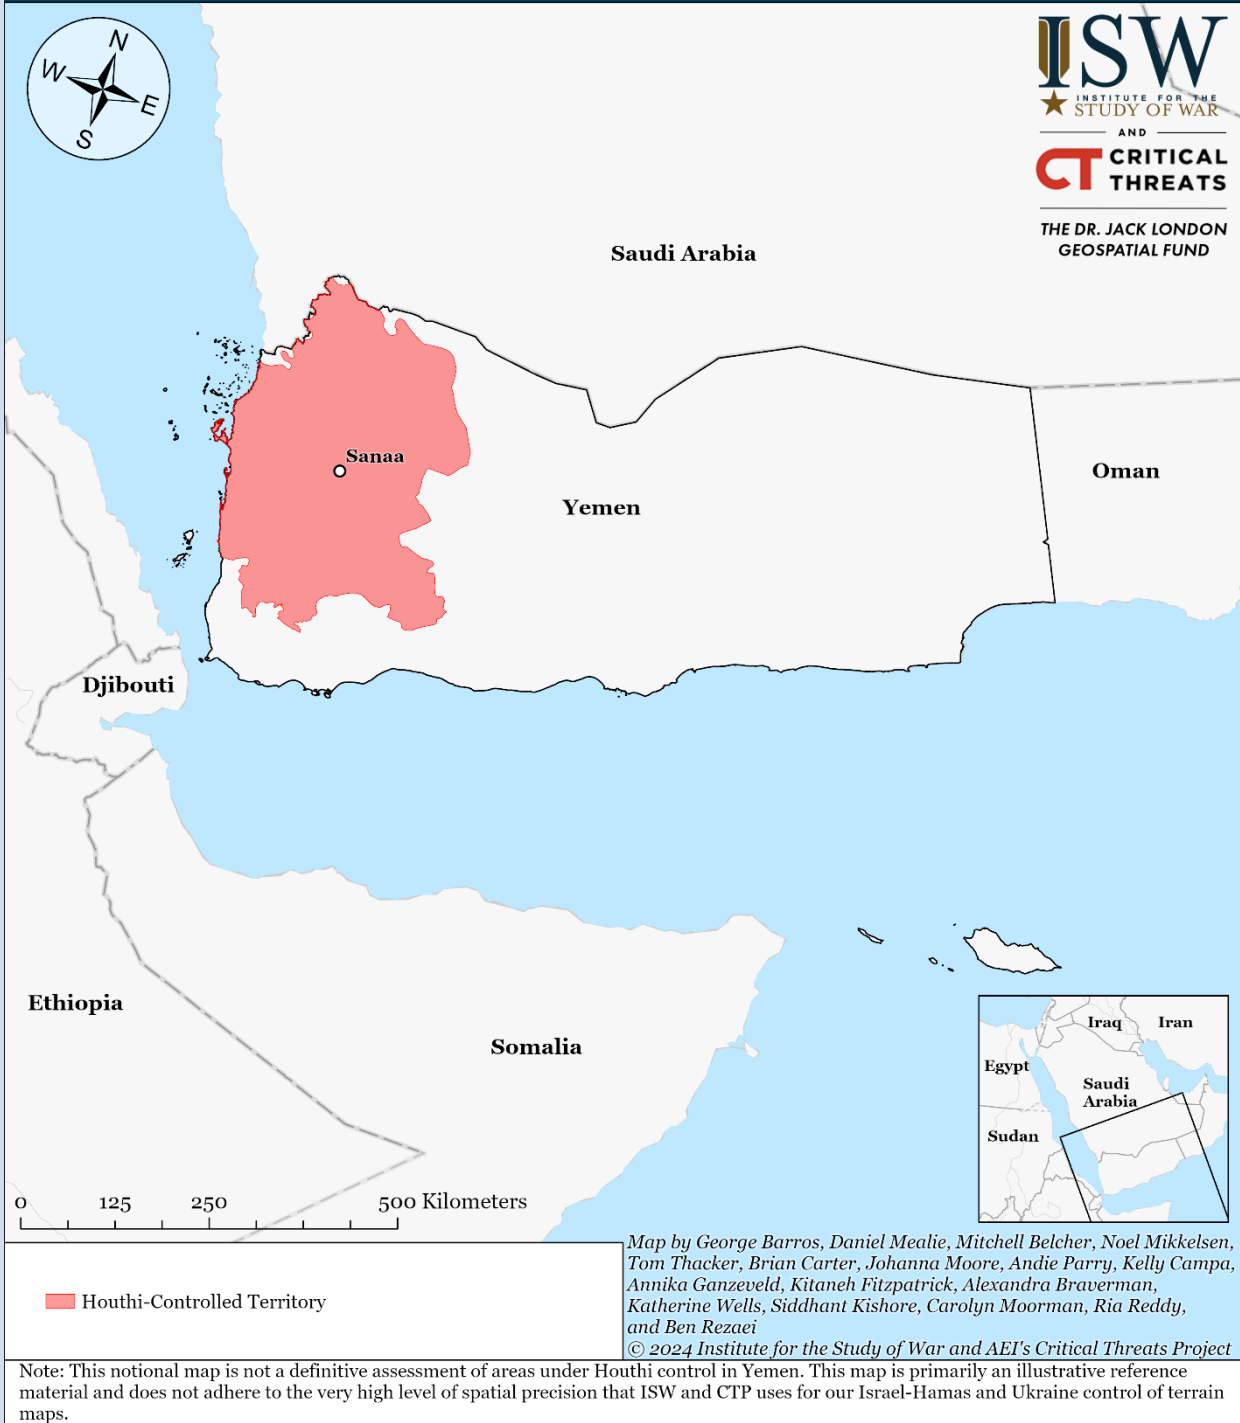 N
W
E
S
ISW
INSTITUTE FOR THE
STUDY OF WAR
AND
CT CRITICAL
THREATS
THE DR. JACK LONDON
GEOSPATIAL FUND
Saudi Arabia
Sanaa
Yemen
Oman
Djibouti
Ethiopia
Somalia
Iraq
Iran
Egypt
Saudi
Arabia
Sudan
0 125 250 500 Kilometers
Houthi-Controlled Territory
Map by George Barros, Daniel Mealie, Mitchell Belcher, Noel Mikkelsen,
Tom Thacker, Brian Carter, Johanna Moore, Andie Parry, Kelly Campa,
Annika Ganzeveld, Kitaneh Fitzpatrick, Alexandra Braverman,
Katherine Wells, Siddhant Kishore, Carolyn Moorman, Ria Reddy,
and Ben Rezaei
© 2024 Institute for the Study of War and AEI's Critical Threats Project
Note: This notional map is not a definitive assessment of areas under Houthi control in Yemen. This map is primarily an illustrative reference
material and does not adhere to the very high level of spatial precision that ISW and CTP uses for our Israel-Hamas and Ukraine control of terrain
maps.